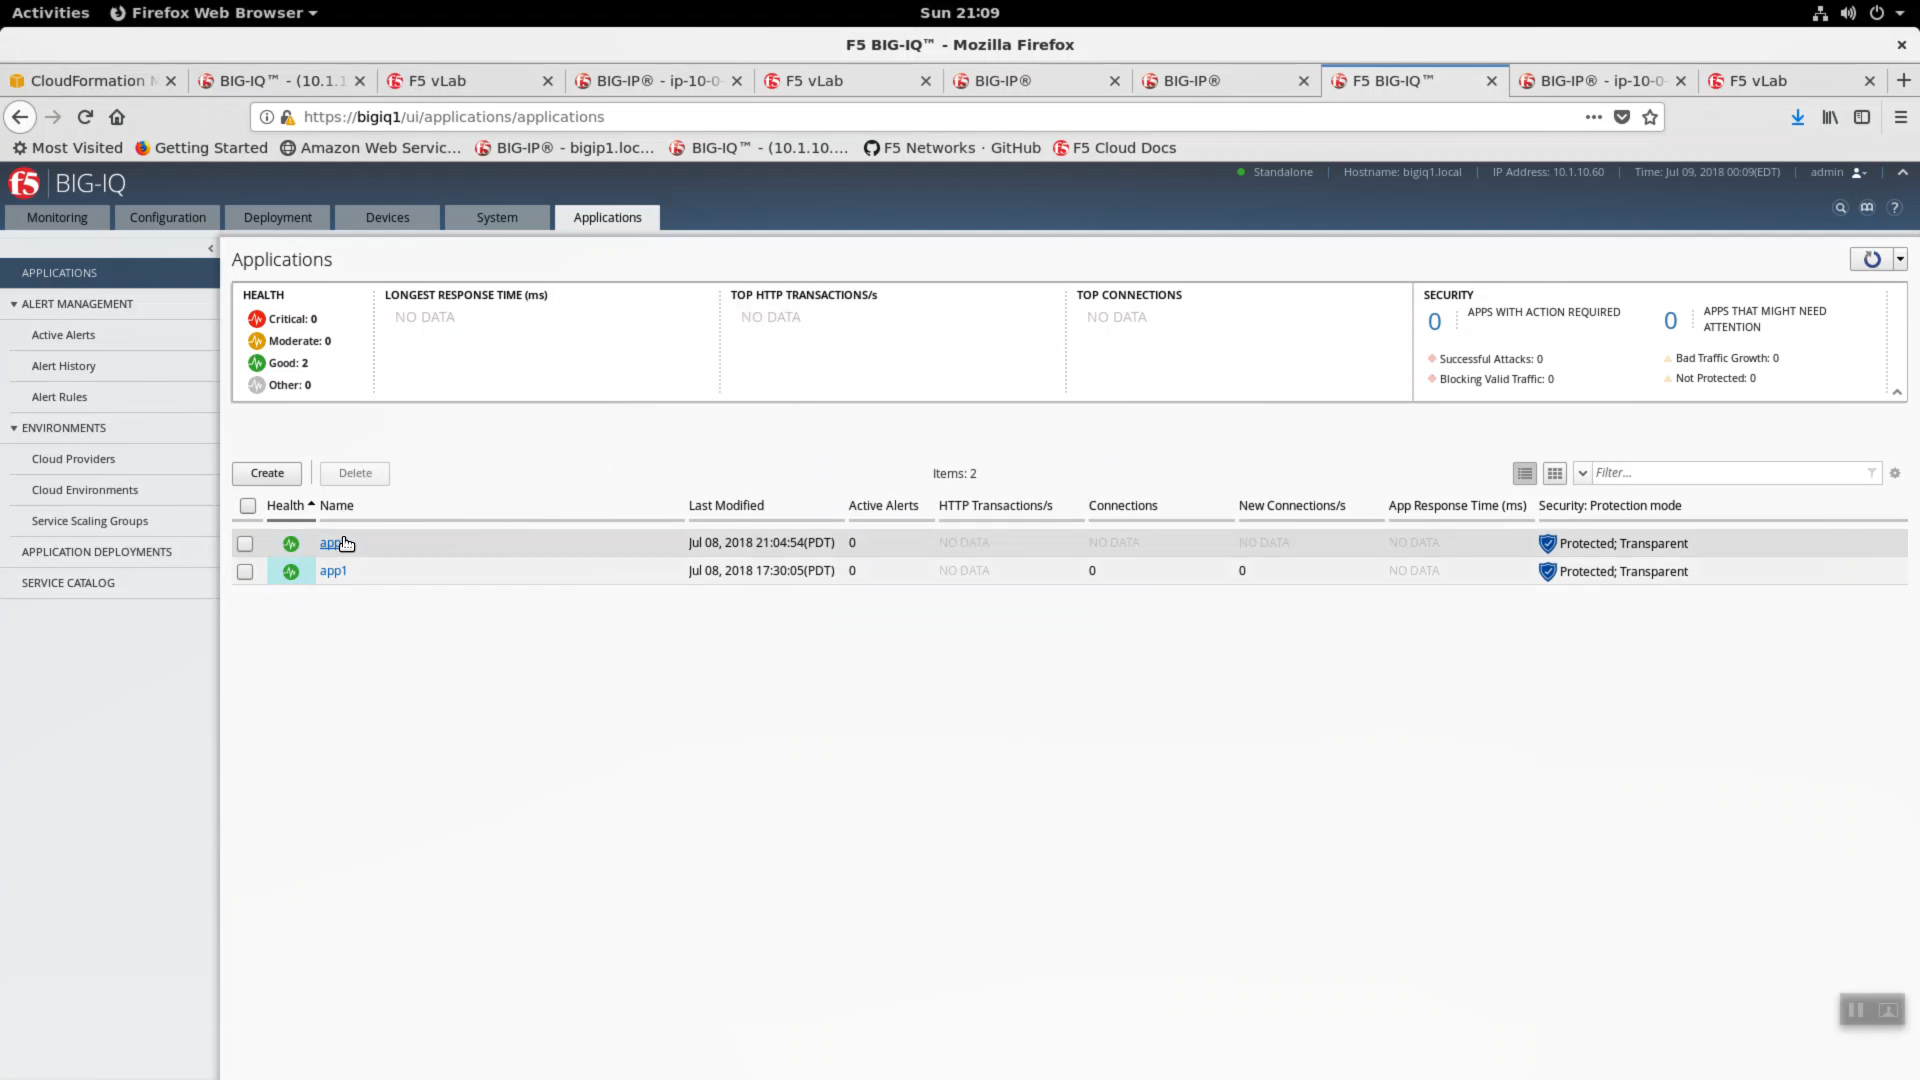 Activities Firefox Web Browser Sun 21:09
F5 BIG-IQ™ - Mozilla Firefox
CloudFormation BIG-IQ™ - (10.1.1 F5 vLab BIG-IP® - ip-10-0- F5 vLab BIG-IP® BIG-IP® F5 BIG-IQ™ BIG-IP® - ip-10-0- F5 vLab
https://bigiq1/ui/applications/applications
Most Visited Getting Started Amazon Web Servic... BIG-IP® - bigip1.loc... BIG-IQ™ - (10.1.10.... F5 Networks · GitHub F5 Cloud Docs
f5 BIG-IQ Standalone Hostname: bigiq1.local IP Address: 10.1.10.60 Time: Jul 09, 2018 00:09(EDT) admin
Monitoring Configuration Deployment Devices System Applications
APPLICATIONS
ALERT MANAGEMENT
Active Alerts
Alert History
Alert Rules
ENVIRONMENTS
Cloud Providers
Cloud Environments
Service Scaling Groups
APPLICATION DEPLOYMENTS
SERVICE CATALOG
Applications
HEALTH LONGEST RESPONSE TIME (ms) TOP HTTP TRANSACTIONS/s TOP CONNECTIONS SECURITY
Critical: 0 NO DATA NO DATA NO DATA 0 APPS WITH ACTION REQUIRED 0 APPS THAT MIGHT NEED
ATTENTION
Moderate: 0
Good: 2 Successful Attacks: 0 Bad Traffic Growth: 0
Other: 0 Blocking Valid Traffic: 0 Not Protected: 0
Create Delete Items: 2 Filter...
Health Name Last Modified Active Alerts HTTP Transactions/s Connections New Connections/s App Response Time (ms) Security: Protection mode
app Jul 08, 2018 21:04:54(PDT) 0 NO DATA NO DATA NO DATA NO DATA Protected; Transparent
app1 Jul 08, 2018 17:30:05(PDT) 0 NO DATA 0 0 NO DATA Protected; Transparent